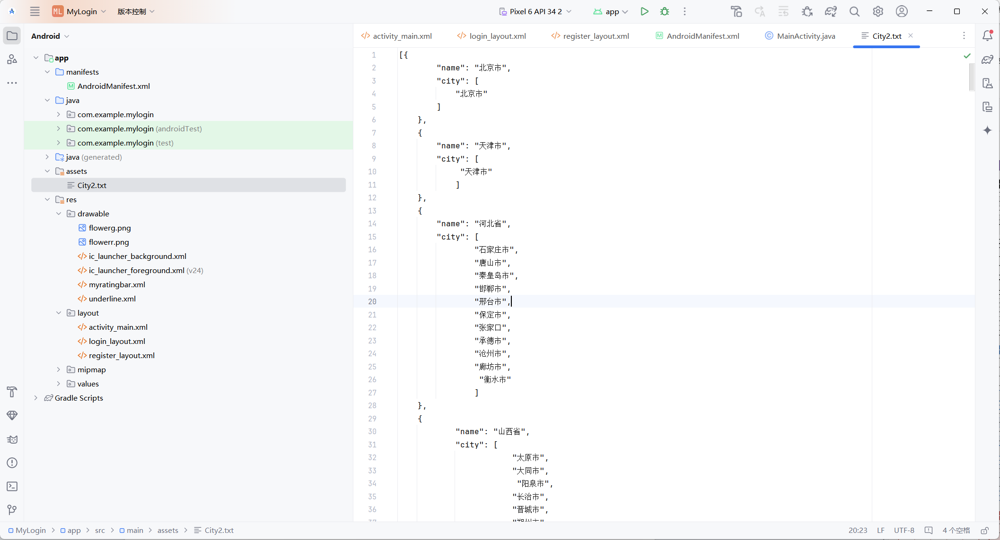 ML MyLogin 版本控制 Pixel 6 API 34 2 app
Android
app
manifests
AndroidManifest.xml
java
com.example.mylogin
com.example.mylogin (androidTest)
com.example.mylogin (test)
java (generated)
assets
City2.txt
res
drawable
flowerg.png
flowerr.png
ic_launcher_background.xml
ic_launcher_foreground.xml (v24)
myratingbar.xml
underline.xml
layout
activity_main.xml
login_layout.xml
register_layout.xml
mipmap
values
Gradle Scripts
activity_main.xml login_layout.xml register_layout.xml AndroidManifest.xml MainActivity.java City2.txt
1 [{
2 "name": "北京市",
3 "city": [
4 "北京市"
5 ]
6 },
7 {
8 "name": "天津市",
9 "city": [
10 "天津市"
11 ]
12 },
13 {
14 "name": "河北省",
15 "city": [
16 "石家庄市",
17 "唐山市",
18 "秦皇岛市",
19 "邯郸市",
20 "邢台市",
21 "保定市",
22 "张家口",
23 "承德市",
24 "沧州市",
25 "廊坊市",
26 "衡水市"
27 ]
28 },
29 {
30 "name": "山西省",
31 "city": [
32 "太原市",
33 "大同市",
34 "阳泉市",
35 "长治市",
36 "晋城市",
37 "朔州市"
MyLogin > app > src > main > assets > City2.txt
20:23 LF UTF-8 4 个空格